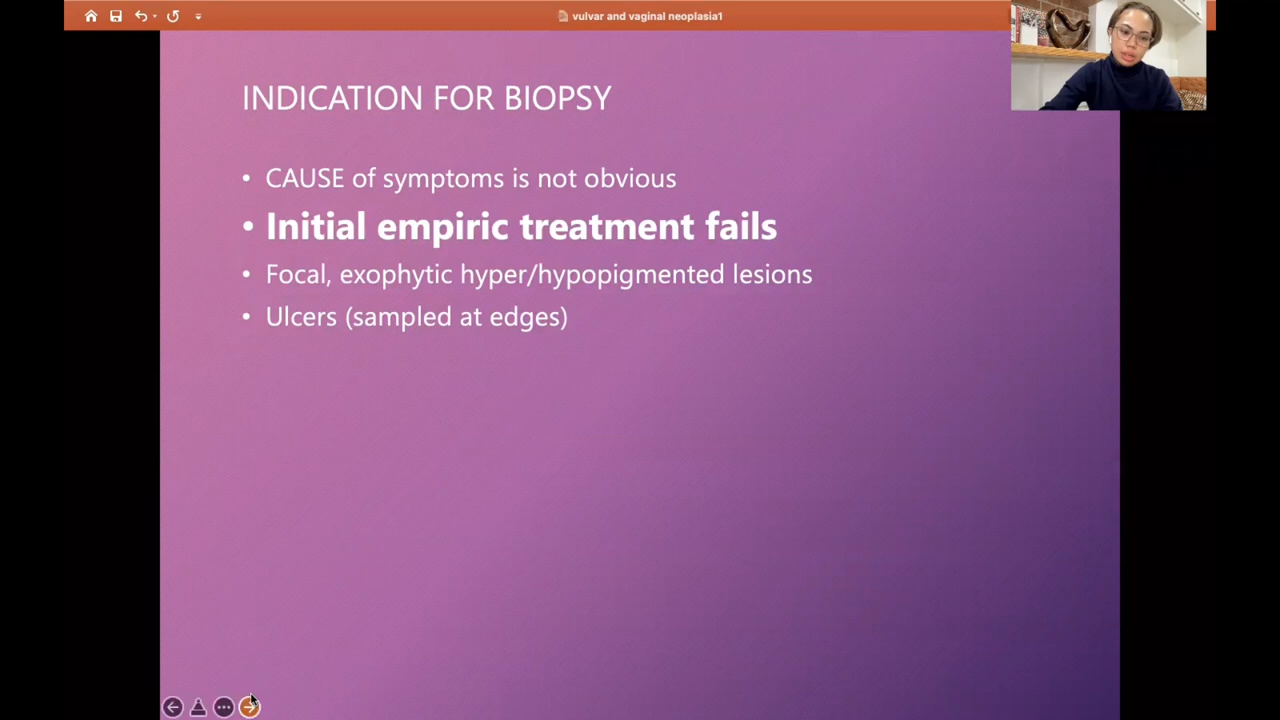 vulvar and vaginal neoplasia1
INDICATION FOR BIOPSY
• CAUSE of symptoms is not obvious
• Initial empiric treatment fails
• Focal, exophytic hyper/hypopigmented lesions
• Ulcers (sampled at edges)